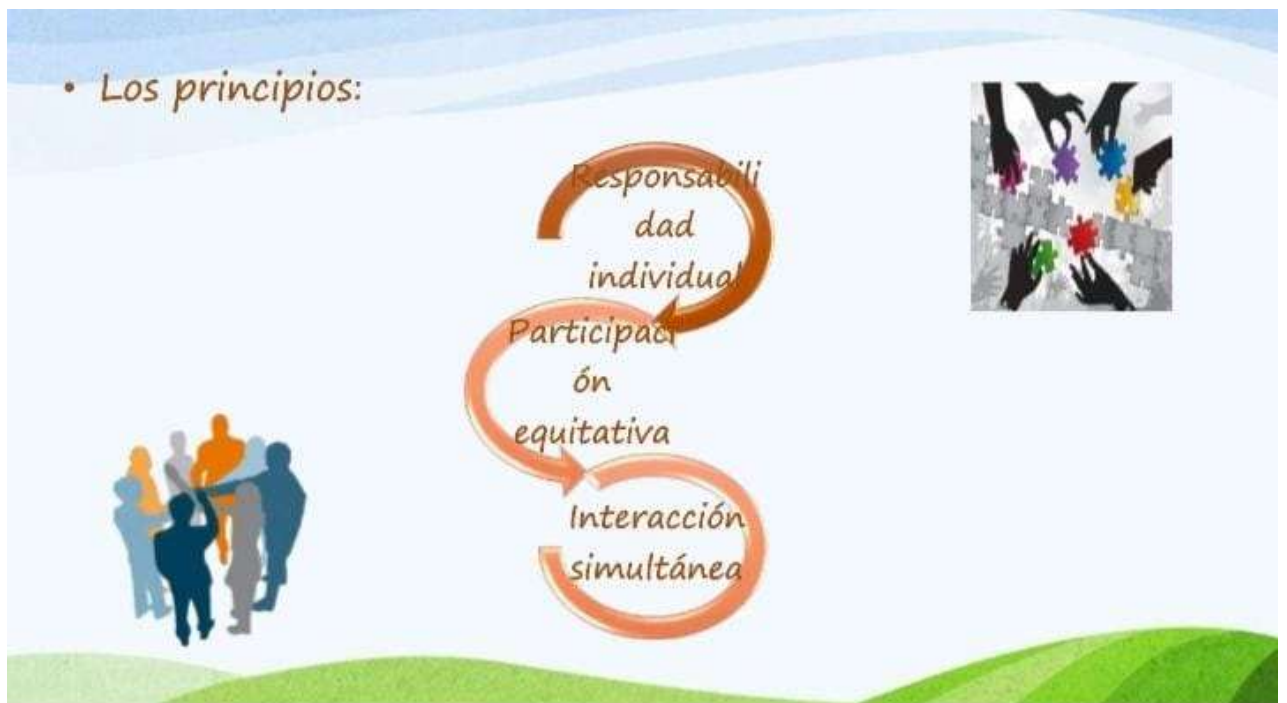 • Los principios:
Responsabili
dad
individual
Participaci
ón
equitativa
Interacción
simultánea